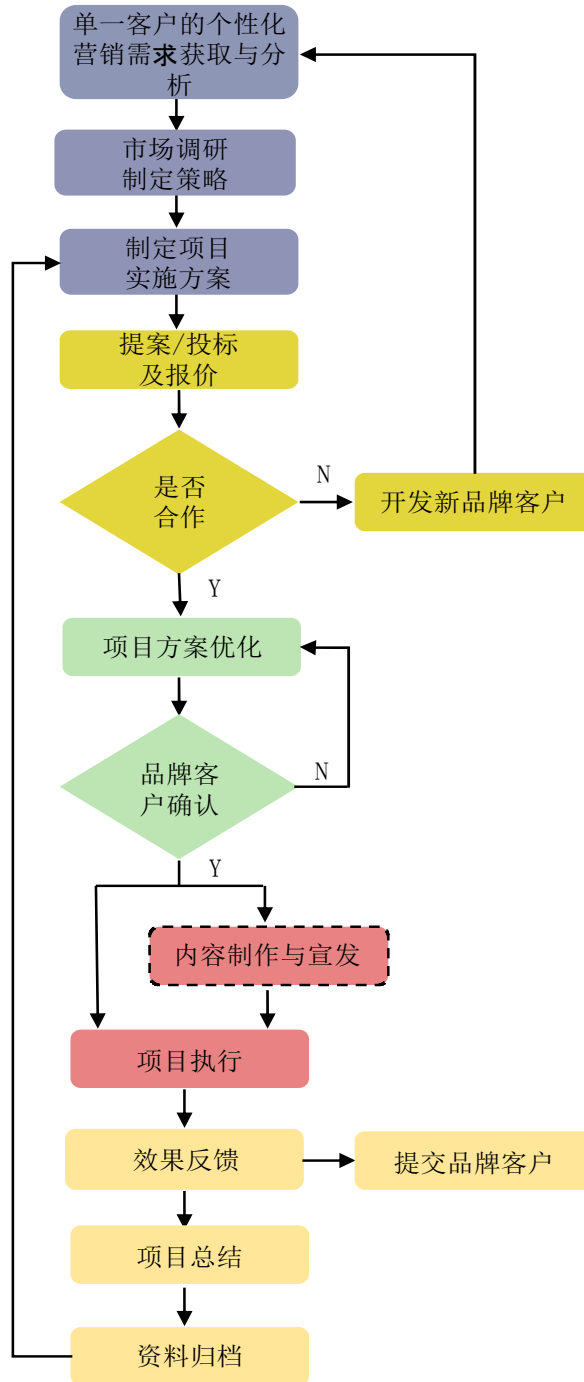 单一客户的个性化
营销需求获取与分
析
市场调研
制定策略
制定项目
实施方案
提案/投标
及报价
是否
合作
N
开发新品牌客户
Y
项目方案优化
品牌客
户确认
N
Y
内容制作与宣发
项目执行
效果反馈
提交品牌客户
项目总结
资料归档